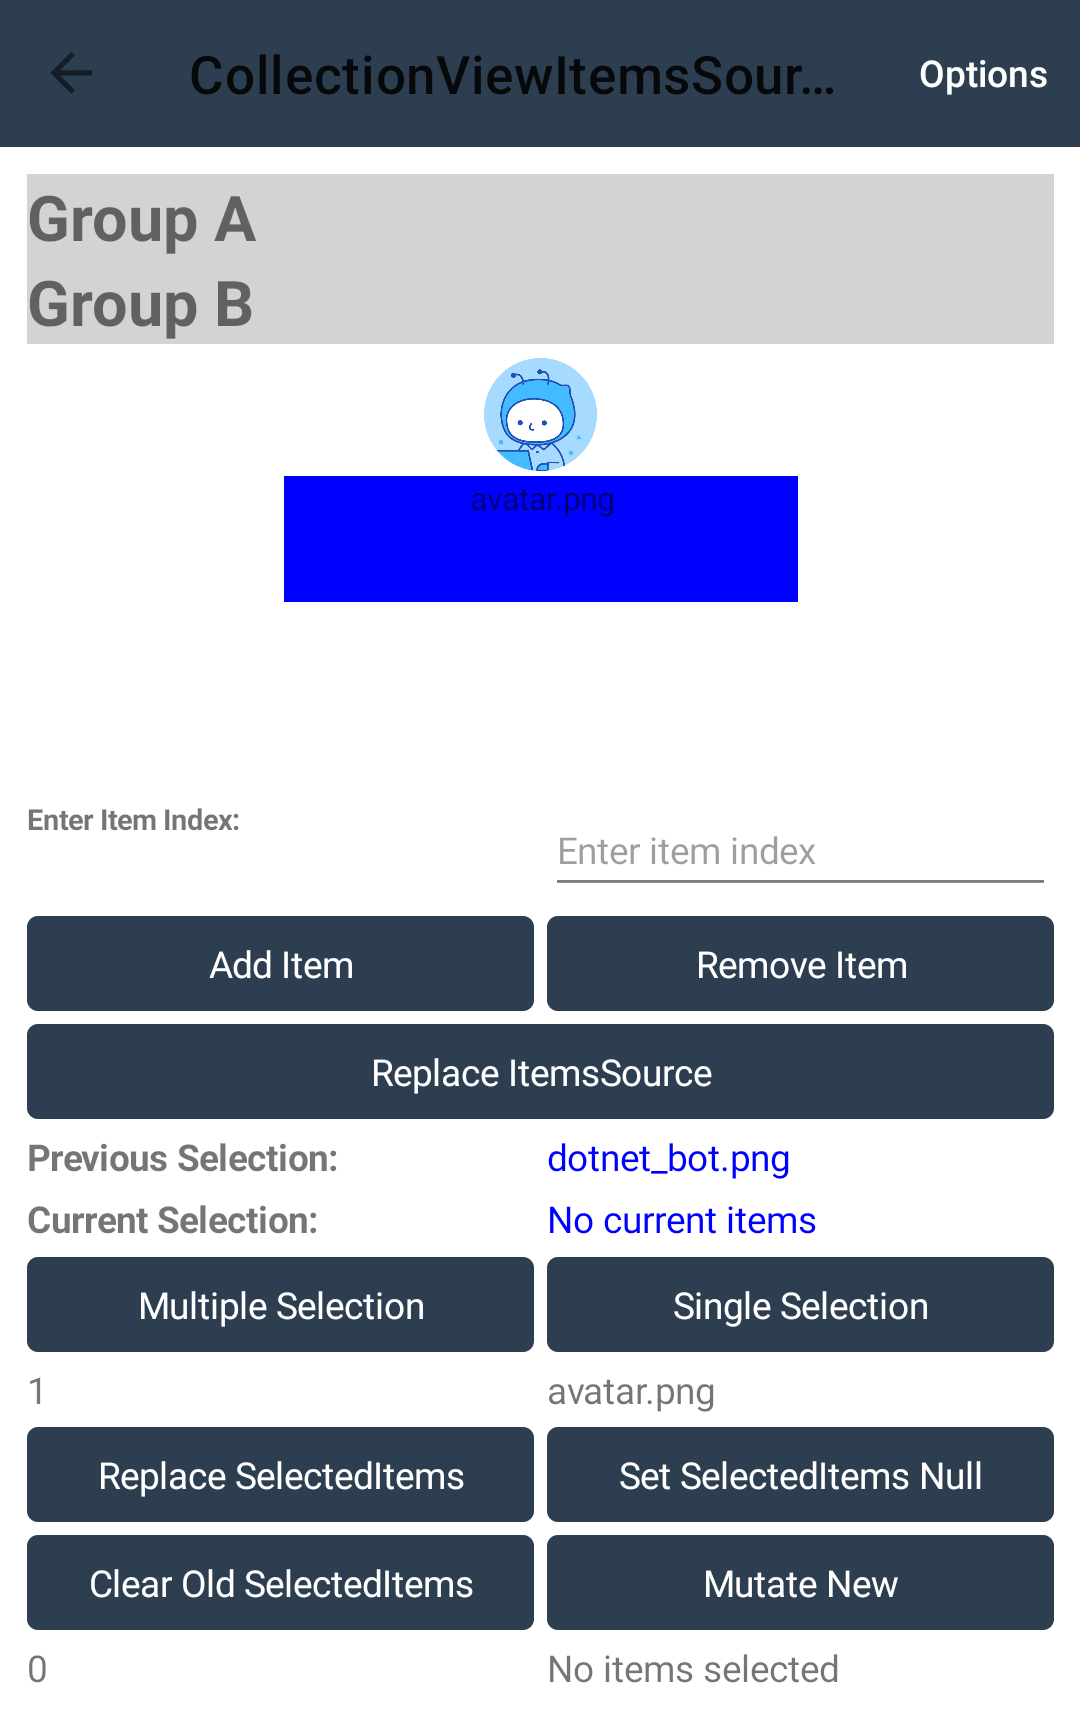 CollectionViewItemsSour...
Options
Group A
Group B
avatar.png
Enter Item Index:
Enter item index
Add Item
Remove Item
Replace ItemsSource
Previous Selection:
dotnet_bot.png
Current Selection:
No current items
Multiple Selection
Single Selection
1
avatar.png
Replace SelectedItems
Set SelectedItems Null
Clear Old SelectedItems
Mutate New
0
No items selected